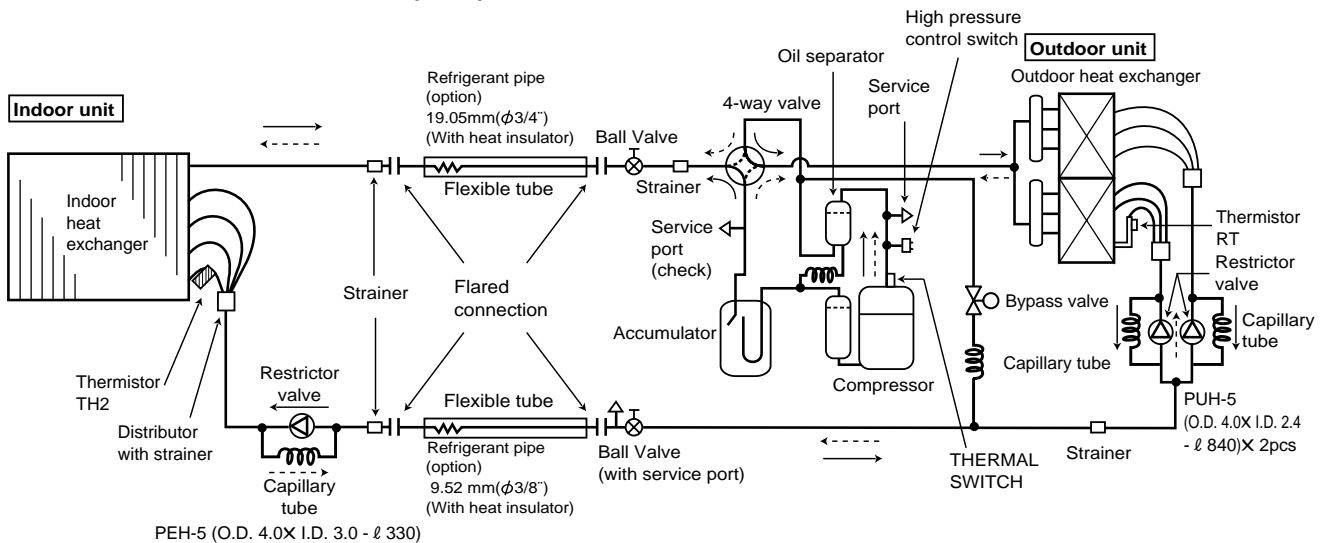 High pressure
control switch
Outdoor unit
Oil separator
Outdoor heat exchanger
Refrigerant pipe
(option)
19.05mm(ϕ3/4¨)
(With heat insulator)
Service
port
4-way valve
Indoor unit
Ball Valve
Flexible tube
Strainer
Indoor
heat
exchanger
Thermistor
RT
Restrictor
valve
Service
port
(check)
Strainer
Flared
connection
Bypass valve
Capillary
tube
Accumulator
Capillary tube
Compressor
Thermistor
TH2
Restrictor
valve
Flexible tube
PUH-5
(O.D. 4.0X I.D. 2.4
- ℓ 840)X 2pcs
Distributor
with strainer
Refrigerant pipe
(option)
9.52 mm(ϕ3/8¨)
(With heat insulator)
Ball Valve
(with service port)
THERMAL
SWITCH
Strainer
Capillary
tube
PEH-5 (O.D. 4.0X I.D. 3.0 - ℓ 330)